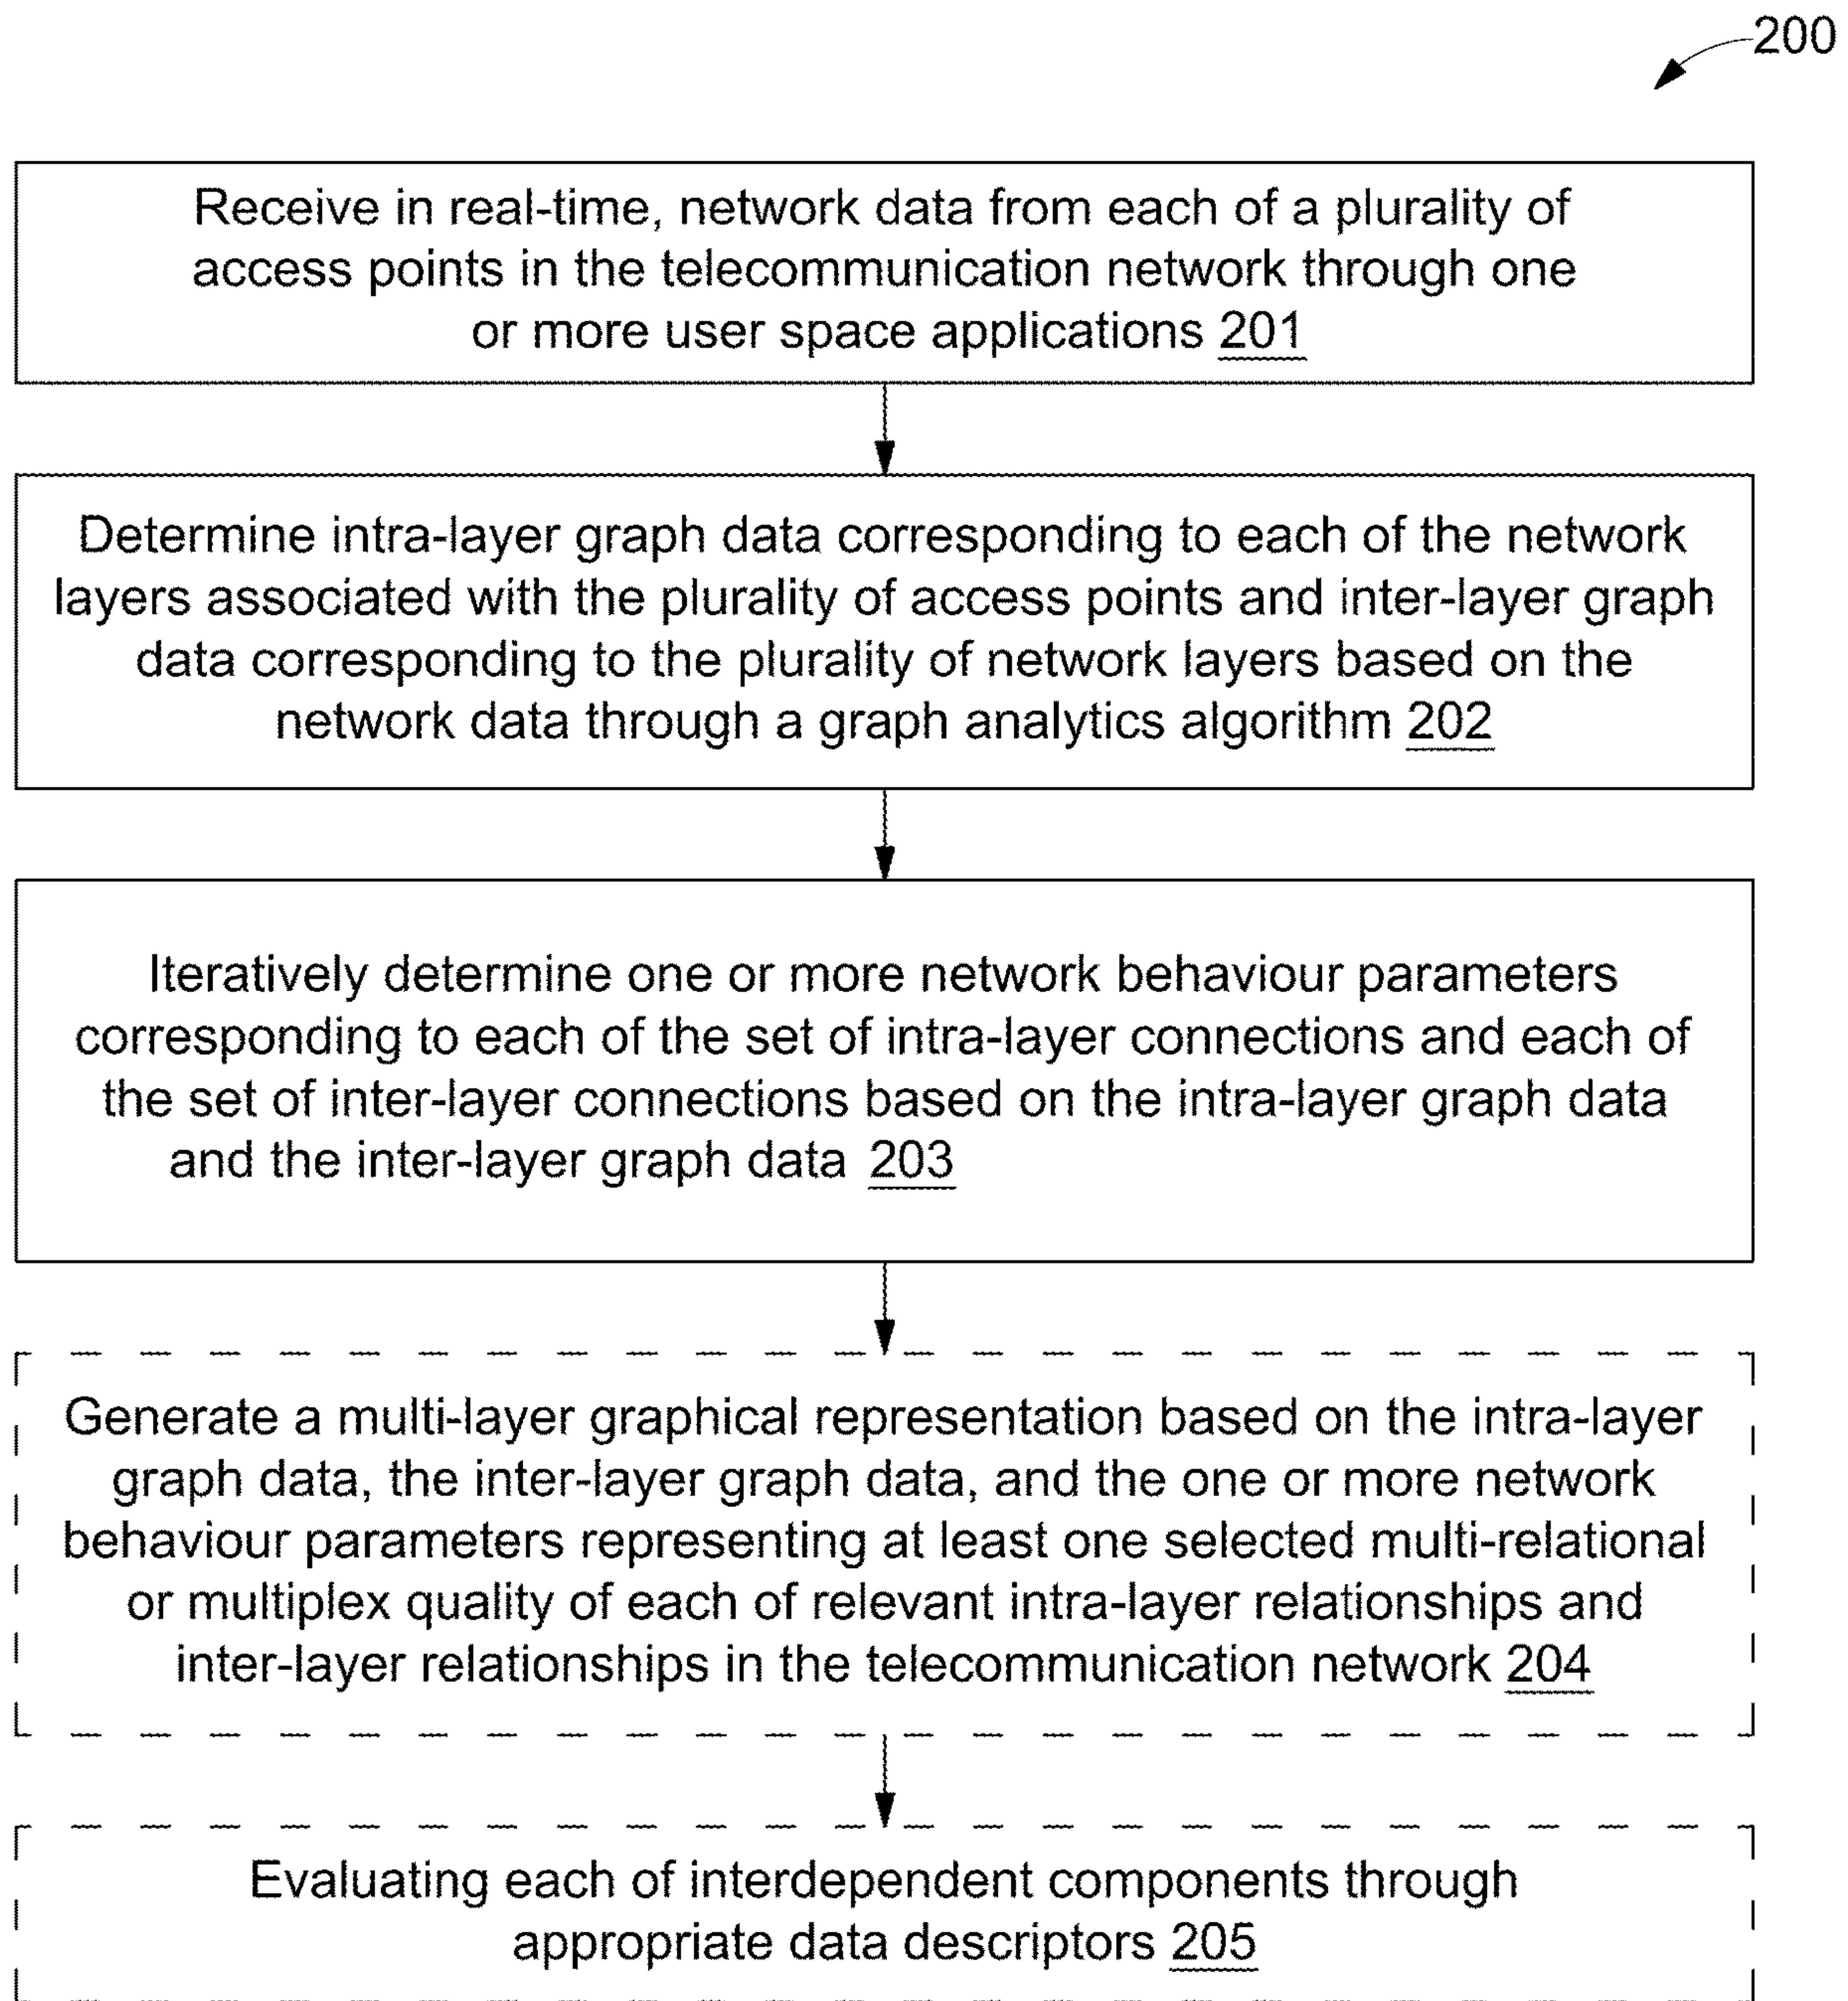 200
Receive in real-time, network data from each of a plurality of
access points in the telecommunication network through one
or more user space applications 201
Determine intra-layer graph data corresponding to each of the network
layers associated with the plurality of access points and inter-layer graph
data corresponding to the plurality of network layers based on the
network data through a graph analytics algorithm 202
Iteratively determine one or more network behaviour parameters
corresponding to each of the set of intra-layer connections and each of
the set of inter-layer connections based on the intra-layer graph data
and the inter-layer graph data 203
Generate a multi-layer graphical representation based on the intra-layer
graph data, the inter-layer graph data, and the one or more network
behaviour parameters representing at least one selected multi-relational
or multiplex quality of each of relevant intra-layer relationships and
inter-layer relationships in the telecommunication network 204
Evaluating each of interdependent components through
appropriate data descriptors 205